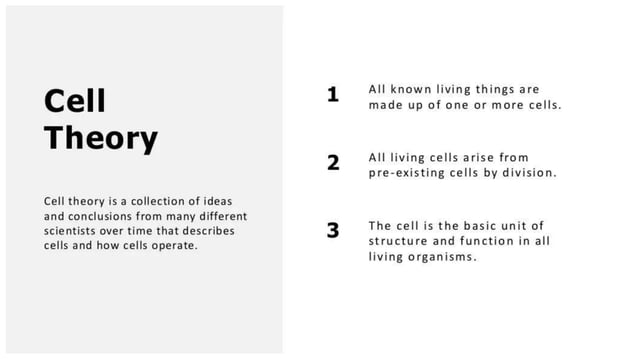 Cell
Theory
Cell theory is a collection of ideas
and conclusions from many different
scientists over time that describes
cells and how cells operate.
1
All known living things are
made up of one or more cells.
2
All living cells arise from
pre-existing cells by division.
3
The cell is the basic unit of
structure and function in all
living organisms.